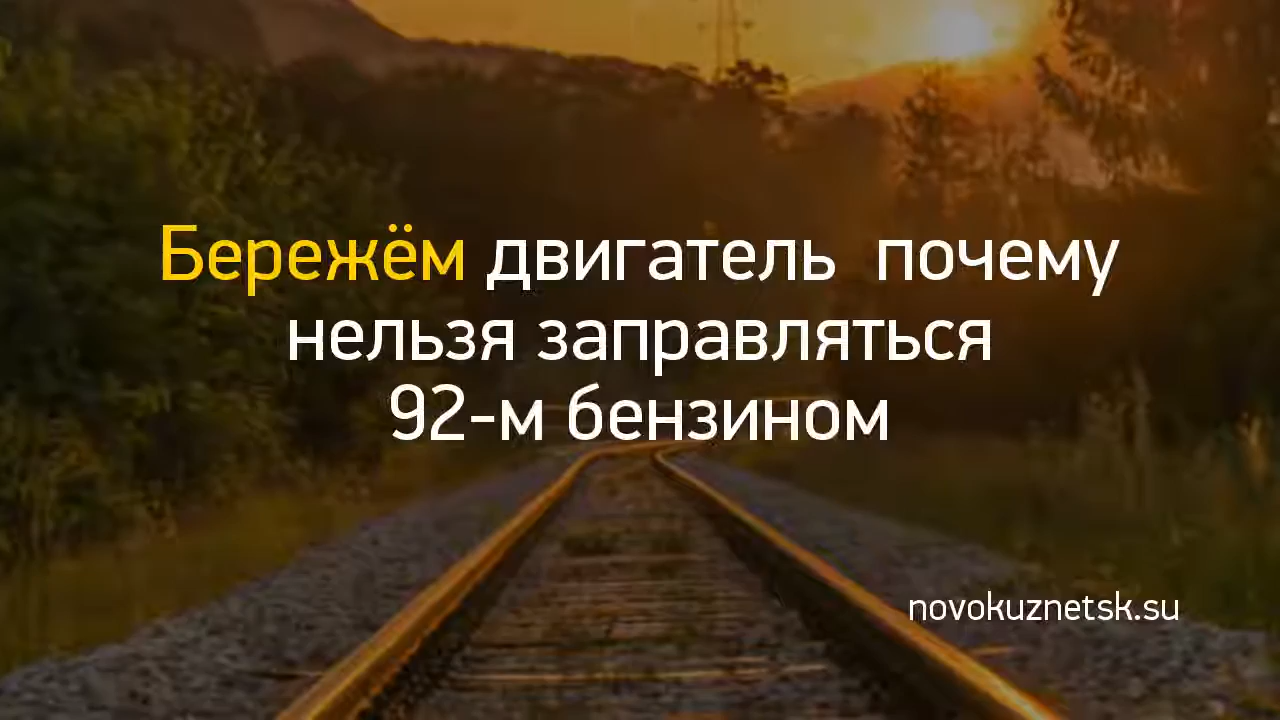 Бережём двигатель  почему
нельзя заправляться
92-м бензином
novokuznetsk.su